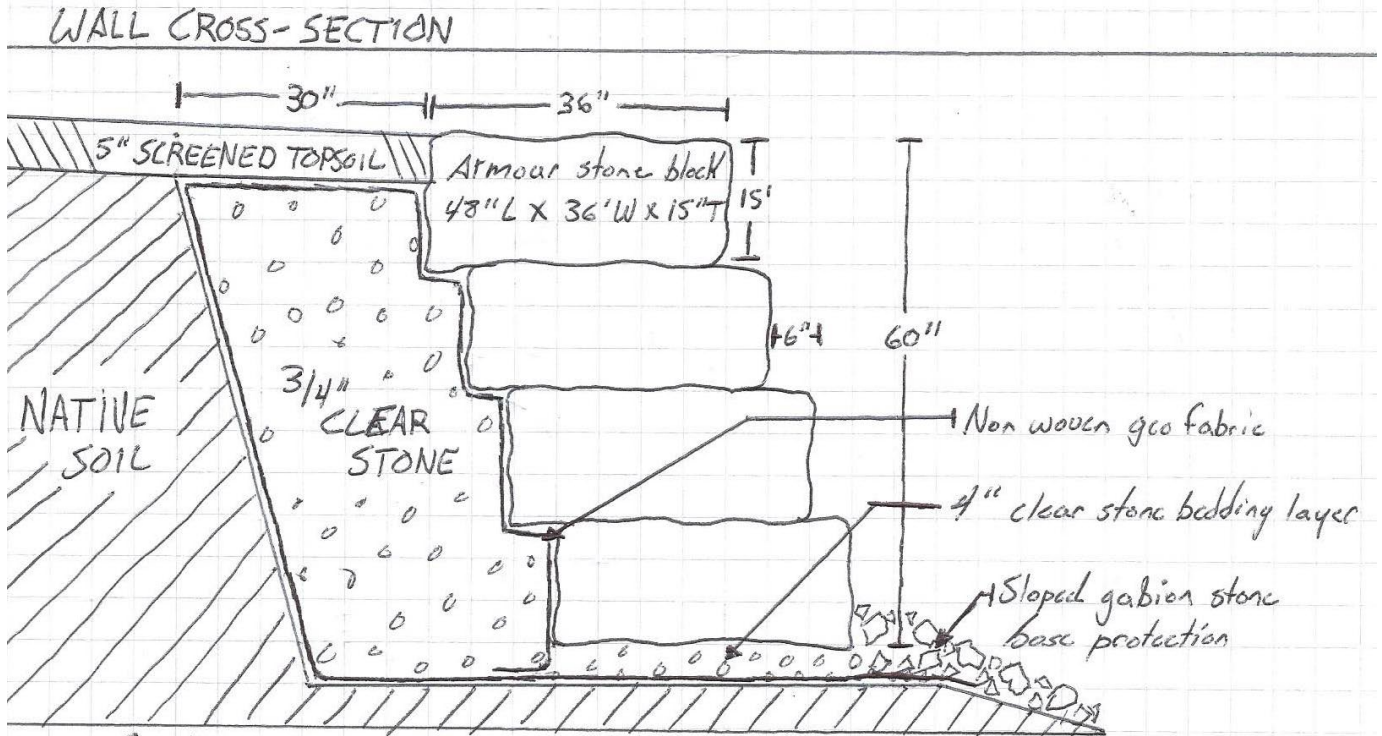 WALL CROSS-SECTION
30"
36"
5" SCREENED TOPSOIL
Armour stone block
48"L X 36'W x 15"T
15'
6"
60"
NATIVE
SOIL
3/4"
CLEAR
STONE
Non woven geo fabric
4" clear stone bedding layer
Sloped gabion stone
base protection